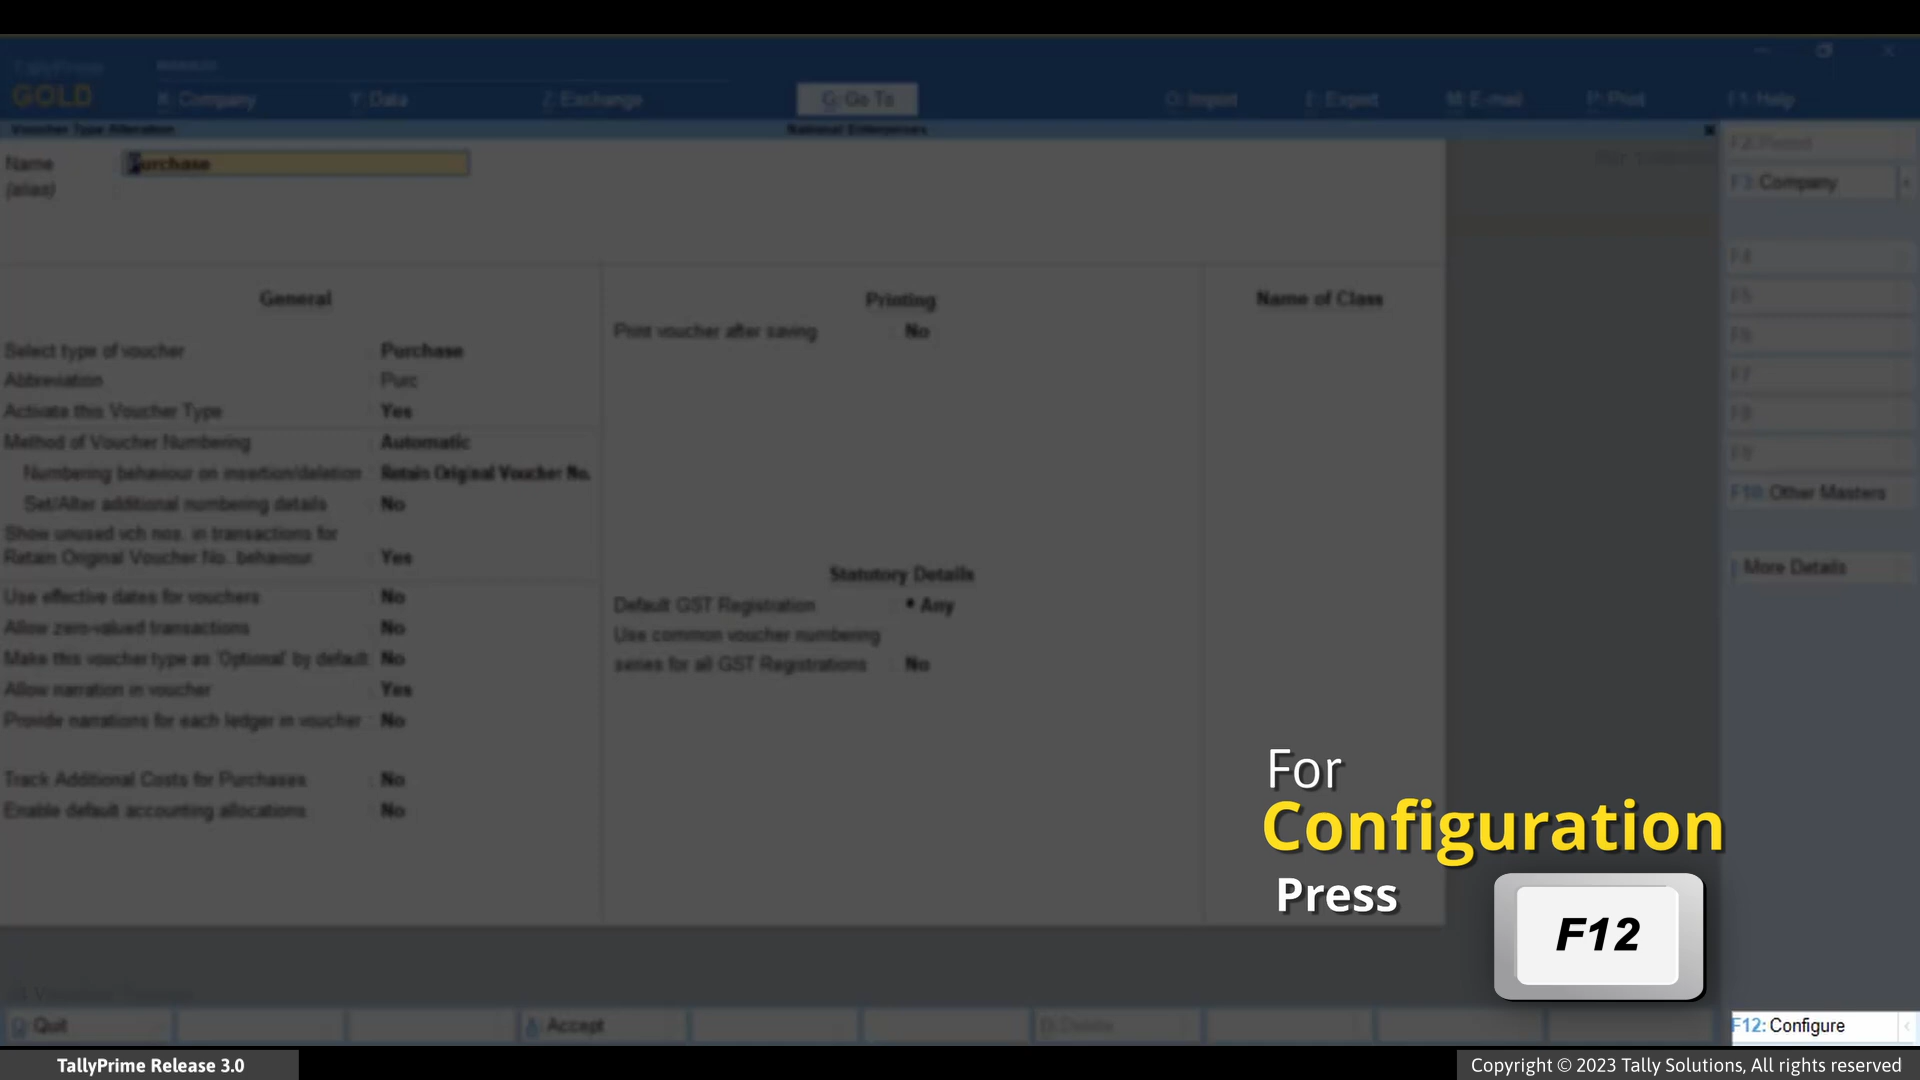 TallyPrime
GOLD
MANAGE
K: Company
Y: Data
Z: Exchange
G: Go To
O: Import
E: Export
M: E-mail
P: Print
F1: Help
Voucher Type Alteration
National Enterprises
Name
Purchase
(alias) :
General
Select type of voucher : Purchase
Abbreviation : Purc
Activate this Voucher Type : Yes
Method of Voucher Numbering : Automatic
Numbering behaviour on insertion/deletion : Retain Original Voucher No.
Set/Alter additional numbering details : No
Show unused vch nos. in transactions for
Retain Original Voucher No. behaviour : Yes
Use effective dates for vouchers : No
Allow zero-valued transactions : No
Make this voucher type as 'Optional' by default : No
Allow narration in voucher : Yes
Provide narrations for each ledger in voucher : No
Track Additional Costs for Purchases : No
Enable default accounting allocations : No
Printing
Print voucher after saving : No
Statutory Details
Default GST Registration : • Any
Use common voucher numbering
series for all GST Registrations : No
Name of Class
F2: Period
F3: Company
F4
F5
F6
F7
F8
F9
F10: Other Masters
I: More Details
For
Configuration
Press
F12
Q: Quit
A: Accept
D: Delete
F12: Configure
TallyPrime Release 3.0
Copyright © 2023 Tally Solutions, All rights reserved